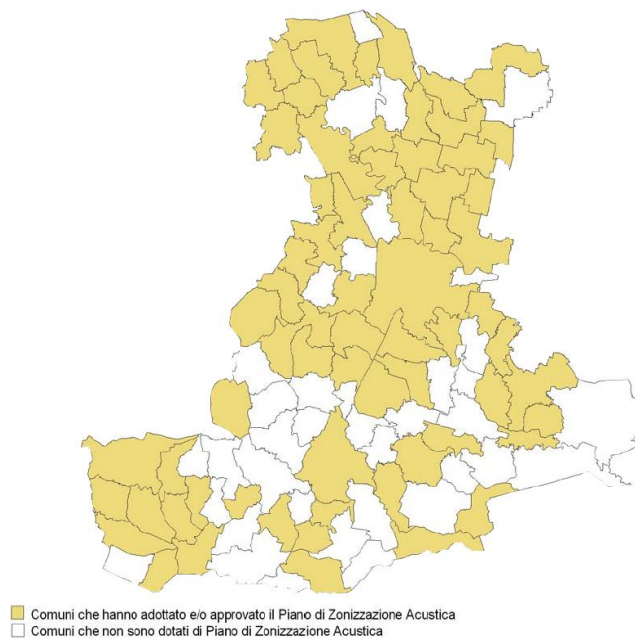 Comuni che hanno adottato e/o approvato il Piano di Zonizzazione Acustica
Comuni che non sono dotati di Piano di Zonizzazione Acustica